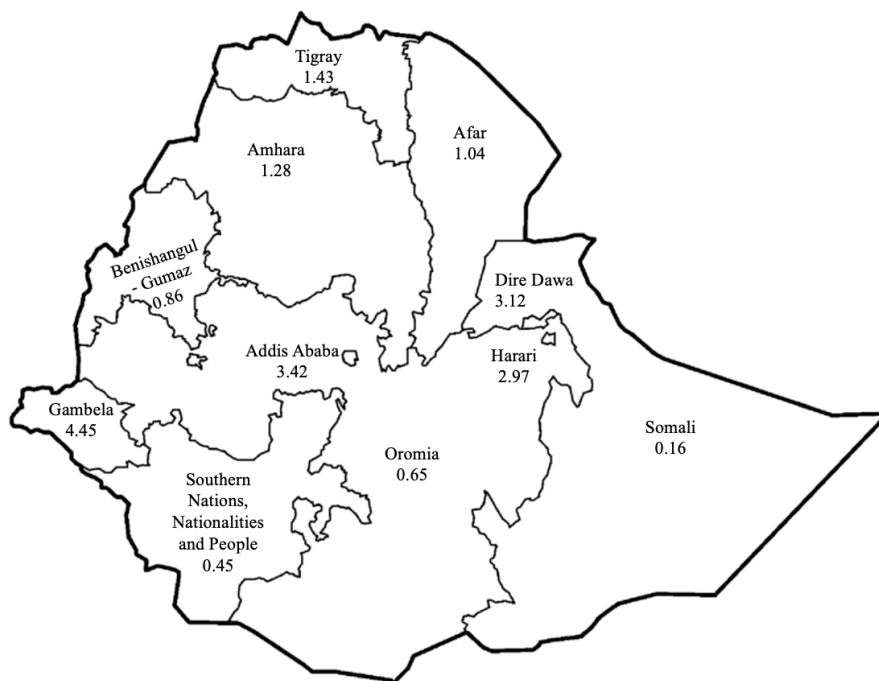 Tigray
1.43
Afar
1.04
Amhara
1.28
Benishangul
- Gumaz
0.86
Dire Dawa
3.12
Addis Ababa
3.42
Harari
2.97
Gambela
4.45
Somali
0.16
Oromia
0.65
Southern
Nations,
Nationalities
and People
0.45